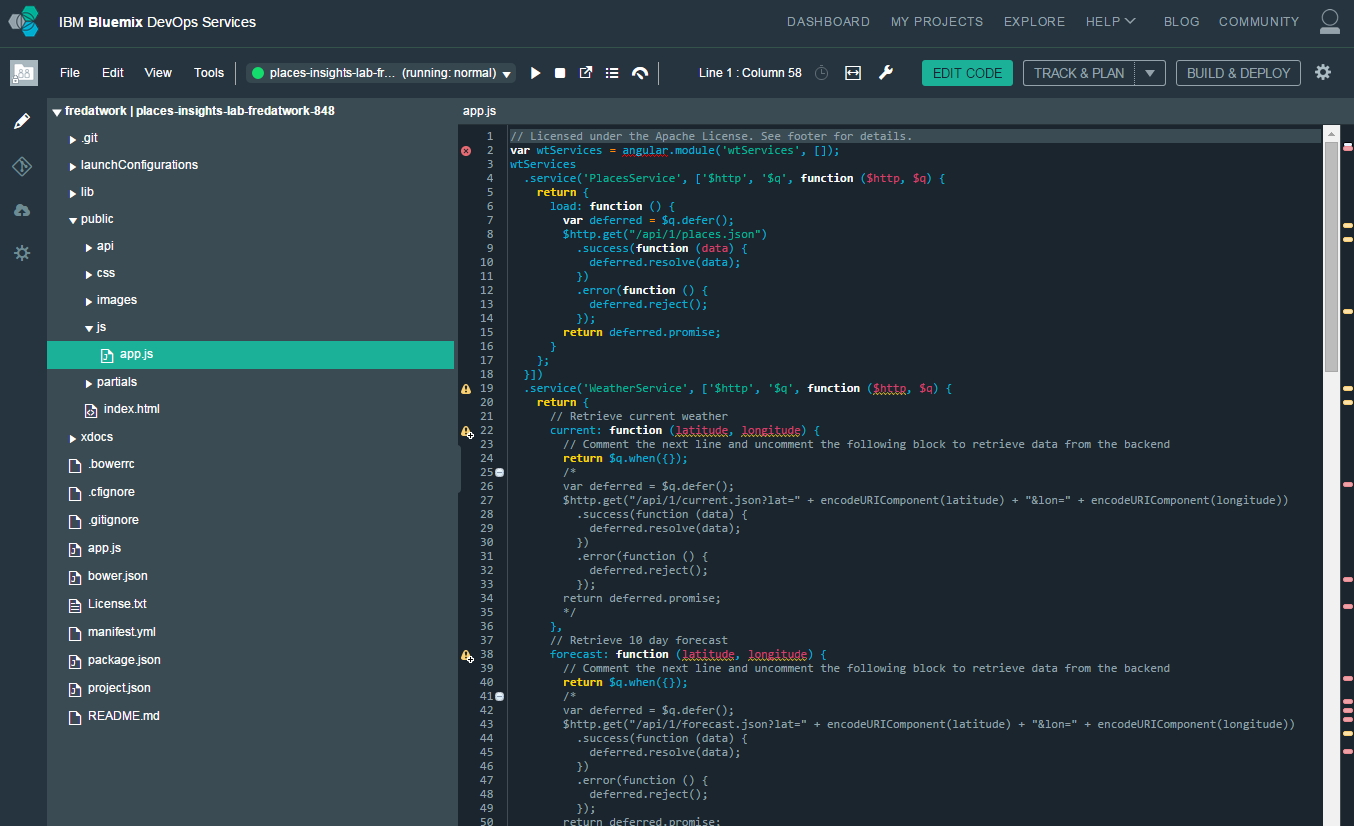 IBM Bluemix DevOps Services
DASHBOARD MY PROJECTS EXPLORE HELP BLOG COMMUNITY
File Edit View Tools places-insights-lab-fr... (running: normal) Line 1 : Column 58 EDIT CODE TRACK & PLAN BUILD & DEPLOY
fredatwork | places-insights-lab-fredatwork-848
.git
launchConfigurations
lib
public
api
css
images
js
app.js
partials
index.html
xdocs
.bowerrc
.cfignore
.gitignore
app.js
bower.json
License.txt
manifest.yml
package.json
project.json
README.md
app.js
1 // Licensed under the Apache License. See footer for details.
2 var wtServices = angular.module('wtServices', []);
3 wtServices
4 .service('PlacesService', ['$http', '$q', function ($http, $q) {
5 return {
6 load: function () {
7 var deferred = $q.defer();
8 $http.get("/api/1/places.json")
9 .success(function (data) {
10 deferred.resolve(data);
11 })
12 .error(function () {
13 deferred.reject();
14 });
15 return deferred.promise;
16 }
17 };
18 }])
19 .service('WeatherService', ['$http', '$q', function ($http, $q) {
20 return {
21 // Retrieve current weather
22 current: function (latitude, longitude) {
23 // Comment the next line and uncomment the following block to retrieve data from the backend
24 return $q.when({});
25 /*
26 var deferred = $q.defer();
27 $http.get("/api/1/current.json?lat=" + encodeURIComponent(latitude) + "&lon=" + encodeURIComponent(longitude))
28 .success(function (data) {
29 deferred.resolve(data);
30 })
31 .error(function () {
32 deferred.reject();
33 });
34 return deferred.promise;
35 */
36 },
37 // Retrieve 10 day forecast
38 forecast: function (latitude, longitude) {
39 // Comment the next line and uncomment the following block to retrieve data from the backend
40 return $q.when({});
41 /*
42 var deferred = $q.defer();
43 $http.get("/api/1/forecast.json?lat=" + encodeURIComponent(latitude) + "&lon=" + encodeURIComponent(longitude))
44 .success(function (data) {
45 deferred.resolve(data);
46 })
47 .error(function () {
48 deferred.reject();
49 });
50 return deferred.promise;